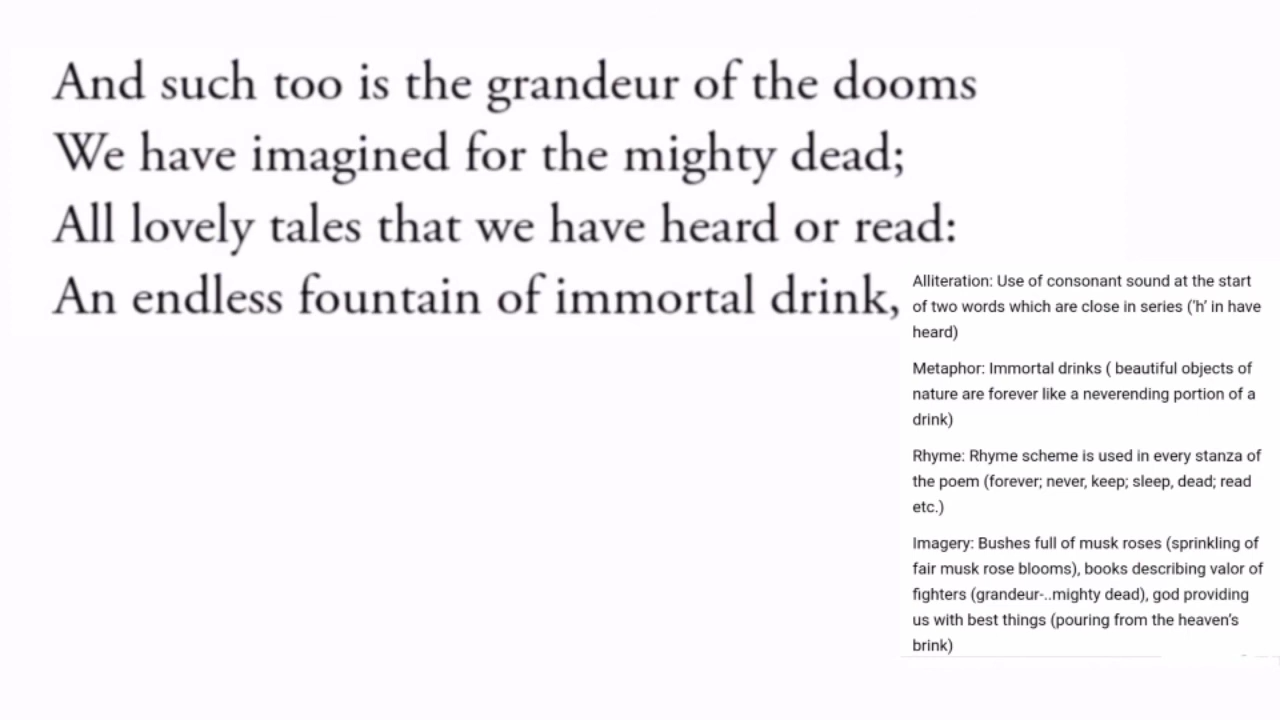 And such too is the grandeur of the dooms
We have imagined for the mighty dead;
All lovely tales that we have heard or read:
An endless fountain of immortal drink,
Alliteration: Use of consonant sound at the start
of two words which are close in series (‘h’ in have
heard)
Metaphor: Immortal drinks ( beautiful objects of
nature are forever like a neverending portion of a
drink)
Rhyme: Rhyme scheme is used in every stanza of
the poem (forever; never, keep; sleep, dead; read
etc.)
Imagery: Bushes full of musk roses (sprinkling of
fair musk rose blooms), books describing valor of
fighters (grandeur-..mighty dead), god providing
us with best things (pouring from the heaven’s
brink)